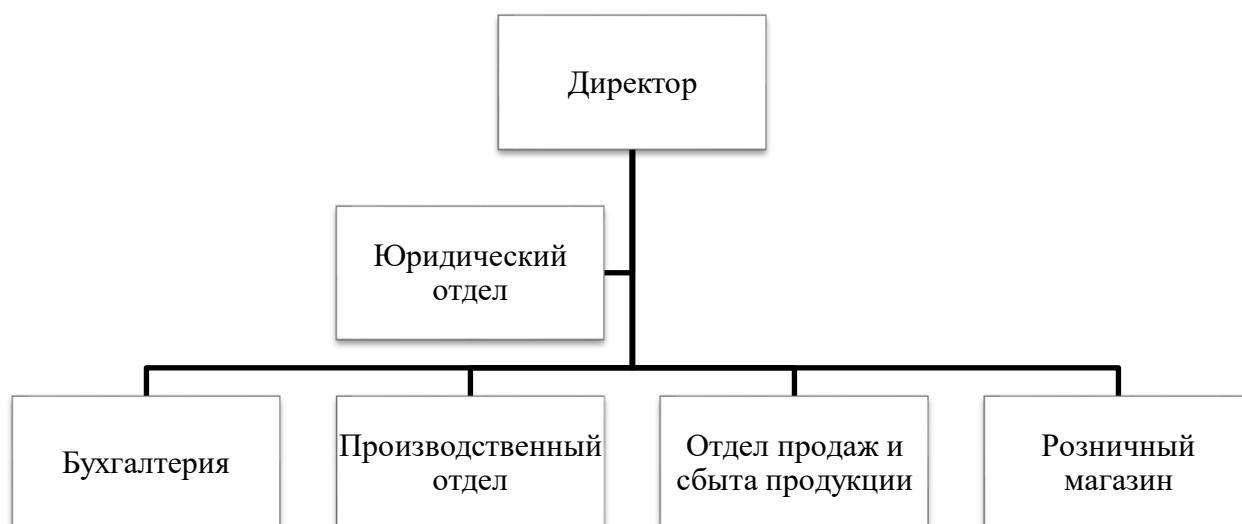 Директор
Юридический
отдел
Бухгалтерия
Производственный
отдел
Отдел продаж и
сбыта продукции
Розничный
магазин